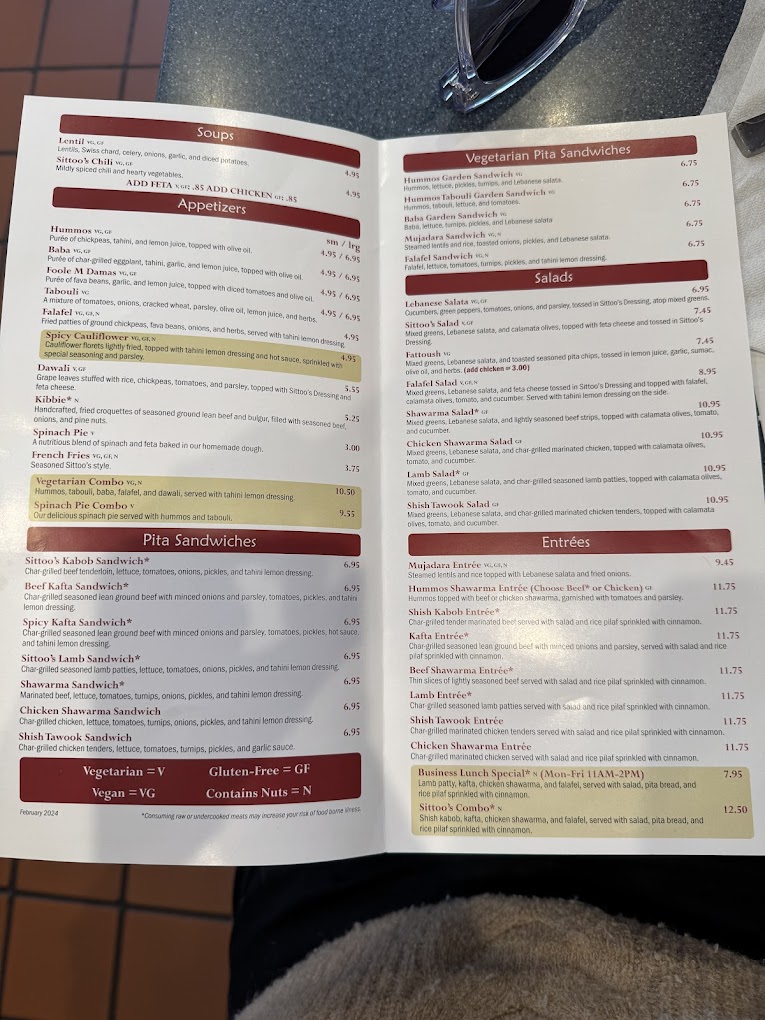 Soups
Lentil VG, GF
Lentils, Swiss chard, celery, onions, garlic, and diced potatoes.
4.95
Sittoo's Chili VG, GF
Mildly spiced chili and hearty vegetables.
4.95
ADD FETA V, GF: .85 ADD CHICKEN GF: .85
Appetizers
sm / lrg
Hummos VG, GF
4.95 / 6.95
Purée of chickpeas, tahini, and lemon juice, topped with olive oil.
Baba VG, GF
4.95 / 6.95
Purée of char-grilled eggplant, tahini, garlic, and lemon juice, topped with olive oil.
Foole M Damas VG, GF
4.95 / 6.95
Purée of fava beans, garlic, and lemon juice, topped with diced tomatoes and olive oil.
Tabouli VG
4.95 / 6.95
A mixture of tomatoes, onions, cracked wheat, parsley, olive oil, lemon juice, and herbs.
Falafel VG, GF, N
4.95
Fried patties of ground chickpeas, fava beans, onions, and herbs, served with tahini lemon dressing.
Spicy Cauliflower VG, GF, N
4.95
Cauliflower florets lightly fried, topped with tahini lemon dressing and hot sauce, sprinkled with
special seasoning and parsley.
Dawali V, GF
5.55
Grape leaves stuffed with rice, chickpeas, tomatoes, and parsley, topped with Sittoo's Dressing and
feta cheese.
Kibbie* N
5.25
Handcrafted, fried croquettes of seasoned ground lean beef and bulgur, filled with seasoned beef,
onions, and pine nuts.
Spinach Pie V
3.00
A nutritious blend of spinach and feta baked in our homemade dough.
French Fries VG, GF, N
3.75
Seasoned Sittoo's style.
Vegetarian Combo VG, N
10.50
Hummos, tabouli, baba, falafel, and dawali, served with tahini lemon dressing.
Spinach Pie Combo V
9.55
Our delicious spinach pie served with hummos and tabouli.
Pita Sandwiches
Sittoo's Kabob Sandwich*
6.95
Char-grilled beef tenderloin, lettuce, tomatoes, onions, pickles, and tahini lemon dressing.
Beef Kafta Sandwich*
6.95
Char-grilled seasoned lean ground beef with minced onions and parsley, tomatoes, pickles, and tahini
lemon dressing.
Spicy Kafta Sandwich*
6.95
Char-grilled seasoned lean ground beef with minced onions and parsley, tomatoes, pickles, hot sauce,
and tahini lemon dressing.
Sittoo's Lamb Sandwich*
6.95
Char-grilled seasoned lamb patties, lettuce, tomatoes, onions, pickles, and tahini lemon dressing.
Shawarma Sandwich*
6.95
Marinated beef, lettuce, tomatoes, turnips, onions, pickles, and tahini lemon dressing.
Chicken Shawarma Sandwich
6.95
Char-grilled chicken, lettuce, tomatoes, turnips, onions, pickles, and tahini lemon dressing.
Shish Tawook Sandwich
6.95
Char-grilled chicken tenders, lettuce, tomatoes, turnips, pickles, and garlic sauce.
Vegetarian = V Gluten-Free = GF
Vegan = VG Contains Nuts = N
February 2024
*Consuming raw or undercooked meats may increase your risk of food borne illness.
Vegetarian Pita Sandwiches
Hummos Garden Sandwich VG
6.75
Hummos, lettuce, pickles, turnips, and Lebanese salata.
Hummos Tabouli Garden Sandwich VG
6.75
Hummos, tabouli, lettuce, and tomatoes.
Baba Garden Sandwich VG
6.75
Baba, lettuce, turnips, pickles, and Lebanese salata
Mujadara Sandwich VG, N
6.75
Steamed lentils and rice, toasted onions, pickles, and Lebanese salata.
Falafel Sandwich VG, N
6.75
Falafel, lettuce, tomatoes, turnips, pickles, and tahini lemon dressing.
Salads
Lebanese Salata VG, GF
6.95
Cucumbers, green peppers, tomatoes, onions, and parsley, tossed in Sittoo's Dressing, atop mixed greens.
Sittoo's Salad V, GF
7.45
Mixed greens, Lebanese salata, and calamata olives, topped with feta cheese and tossed in Sittoo's
Dressing.
Fattoush VG
7.45
Mixed greens, Lebanese salata, and toasted seasoned pita chips, tossed in lemon juice, garlic, sumac,
olive oil, and herbs. (add chicken = 3.00)
Falafel Salad V, GF, N
8.95
Mixed greens, Lebanese salata, and feta cheese tossed in Sittoo's Dressing and topped with falafel,
calamata olives, tomato, and cucumber. Served with tahini lemon dressing on the side.
Shawarma Salad* GF
10.95
Mixed greens, Lebanese salata, and lightly seasoned beef strips, topped with calamata olives, tomato,
and cucumber.
Chicken Shawarma Salad GF
10.95
Mixed greens, Lebanese salata, and char-grilled marinated chicken, topped with calamata olives,
tomato, and cucumber.
Lamb Salad* GF
10.95
Mixed greens, Lebanese salata, and char-grilled seasoned lamb patties, topped with calamata olives,
tomato, and cucumber.
Shish Tawook Salad GF
10.95
Mixed greens, Lebanese salata, and char-grilled marinated chicken tenders, topped with calamata
olives, tomato, and cucumber.
Entrées
Mujadara Entrée VG, GF, N
9.45
Steamed lentils and rice topped with Lebanese salata and fried onions.
Hummos Shawarma Entrée (Choose Beef* or Chicken) GF
11.75
Hummos topped with beef or chicken shawarma, garnished with tomatoes and parsley.
Shish Kabob Entrée*
11.75
Char-grilled tender marinated beef served with salad and rice pilaf sprinkled with cinnamon.
Kafta Entrée*
11.75
Char-grilled seasoned lean ground beef with minced onions and parsley, served with salad and rice
pilaf sprinkled with cinnamon.
Beef Shawarma Entrée*
11.75
Thin slices of lightly seasoned beef served with salad and rice pilaf sprinkled with cinnamon.
Lamb Entrée*
11.75
Char-grilled seasoned lamb patties served with salad and rice pilaf sprinkled with cinnamon.
Shish Tawook Entrée
11.75
Char-grilled marinated chicken tenders served with salad and rice pilaf sprinkled with cinnamon.
Chicken Shawarma Entrée
11.75
Char-grilled marinated chicken served with salad and rice pilaf sprinkled with cinnamon.
Business Lunch Special* N (Mon-Fri 11AM-2PM)
7.95
Lamb patty, kafta, chicken shawarma, and falafel, served with salad, pita bread, and
rice pilaf sprinkled with cinnamon.
Sittoo's Combo* N
12.50
Shish kabob, kafta, chicken shawarma, and falafel, served with salad, pita bread, and
rice pilaf sprinkled with cinnamon.